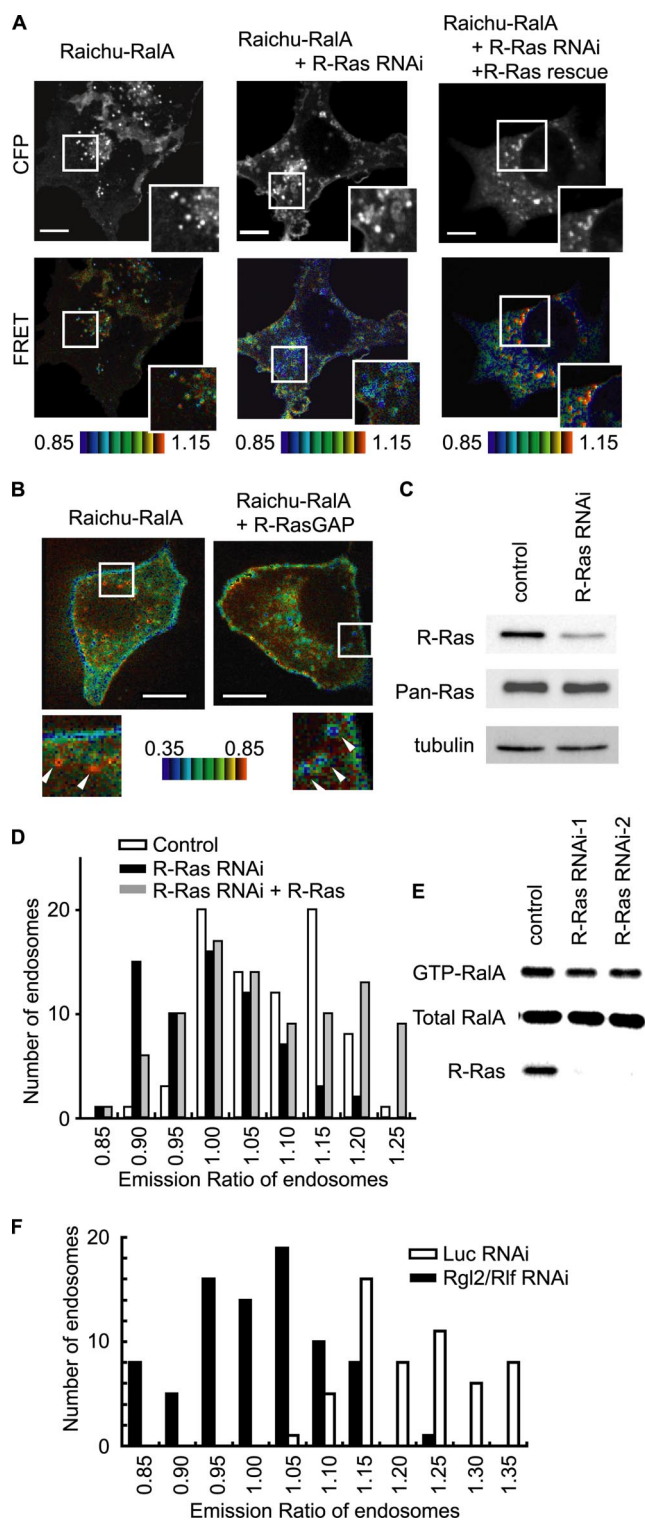 A
Raichu-RalA
Raichu-RalA
+ R-Ras RNAi
Raichu-RalA
+ R-Ras RNAi
+R-Ras rescue
CFP
FRET
0.85 1.15
0.85 1.15
0.85 1.15
B
Raichu-RalA
Raichu-RalA
+ R-RasGAP
0.35 0.85
C
control
R-Ras RNAi
R-Ras
Pan-Ras
tubulin
D
Control
R-Ras RNAi
R-Ras RNAi + R-Ras
Number of endosomes
20
10
0
0.85 0.90 0.95 1.00 1.05 1.10 1.15 1.20 1.25
Emission Ratio of endosomes
E
control
R-Ras RNAi-1
R-Ras RNAi-2
GTP-RalA
Total RalA
R-Ras
F
Luc RNAi
Rgl2/Rlf RNAi
Number of endosomes
20
10
0
0.85 0.90 0.95 1.00 1.05 1.10 1.15 1.20 1.25 1.30 1.35
Emission Ratio of endosomes